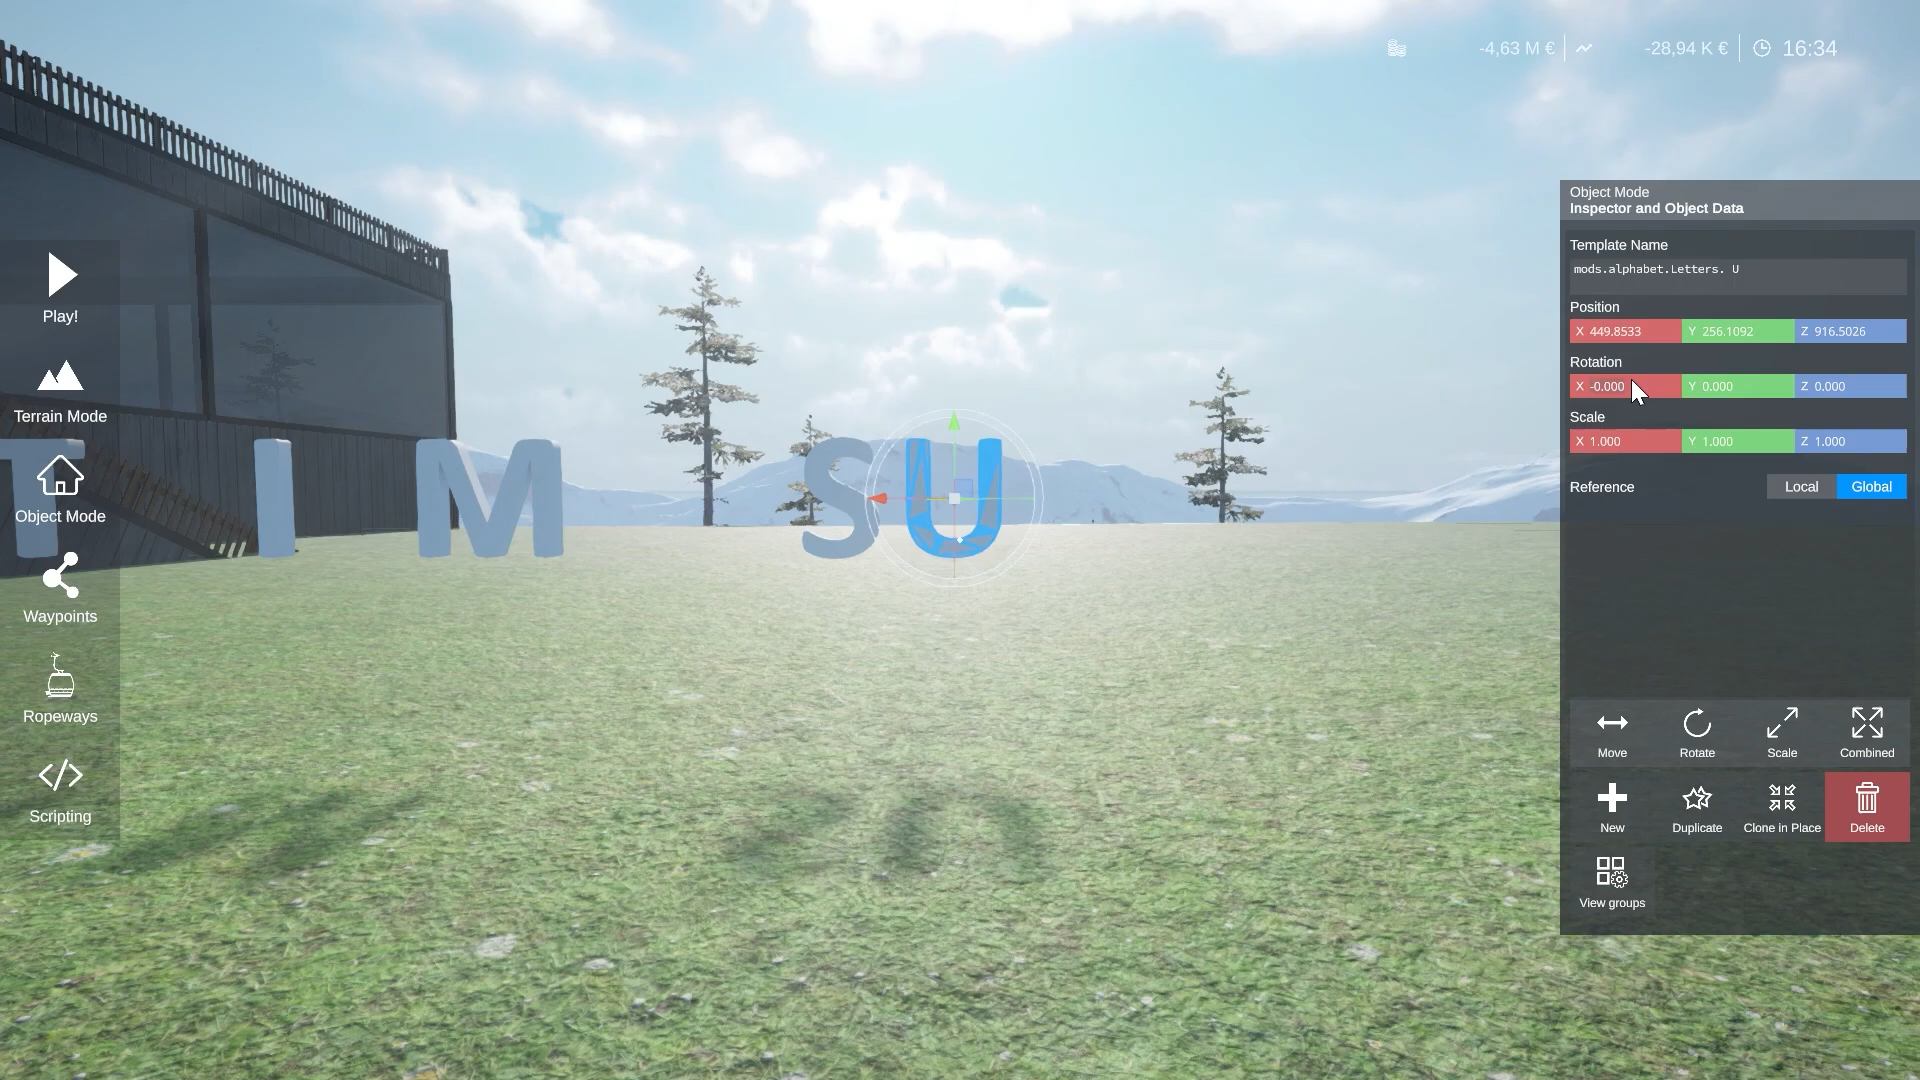 -4,63 M € -28,94 K € 16:34
Object Mode
Inspector and Object Data
Template Name
mods.alphabet.Letters. U
Position
X 449.8533 Y 256.1092 Z 916.5026
Rotation
X -0.000 Y 0.000 Z 0.000
Scale
X 1.000 Y 1.000 Z 1.000
Reference Local Global
Play!
Terrain Mode
Object Mode
Waypoints
Ropeways
Scripting
T I M SU
Move Rotate Scale Combined
New Duplicate Clone in Place Delete
View groups